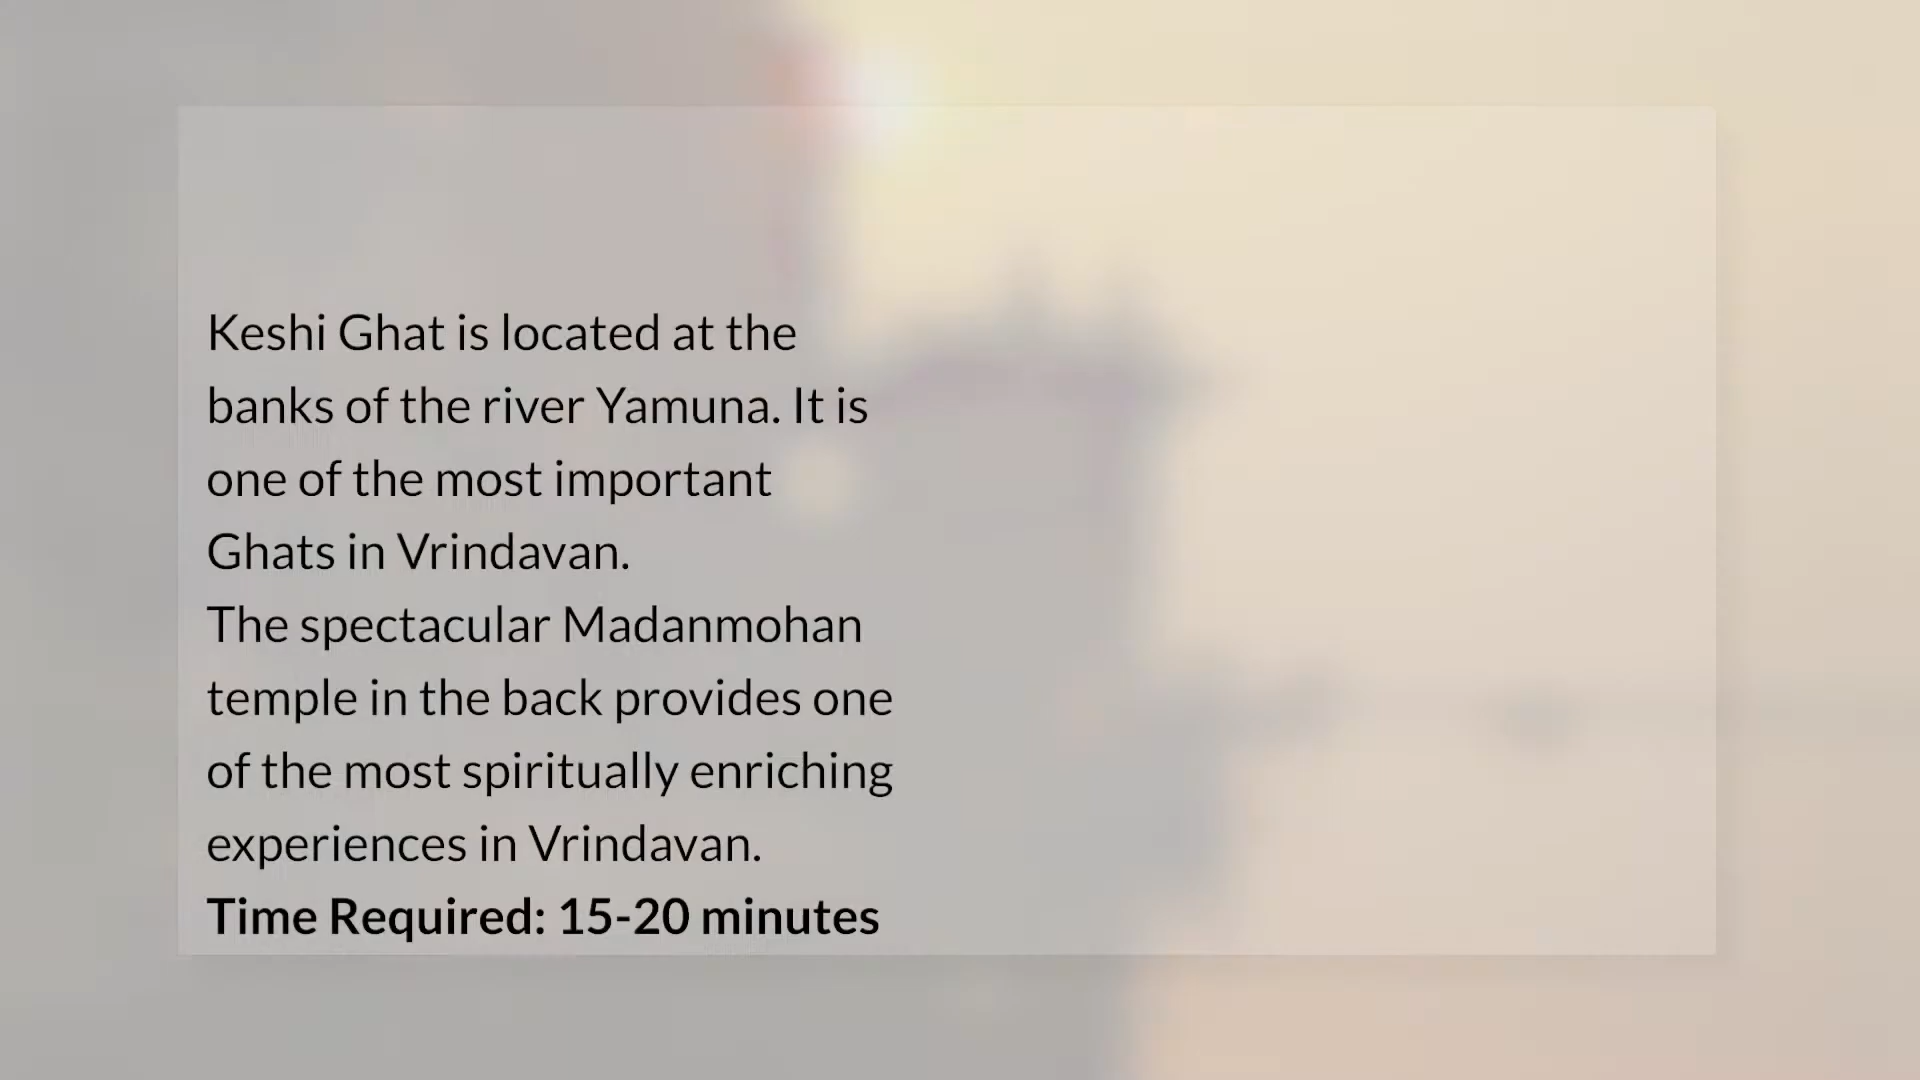 Keshi Ghat is located at the
banks of the river Yamuna. It is
one of the most important
Ghats in Vrindavan.
The spectacular Madanmohan
temple in the back provides one
of the most spiritually enriching
experiences in Vrindavan.
Time Required: 15-20 minutes